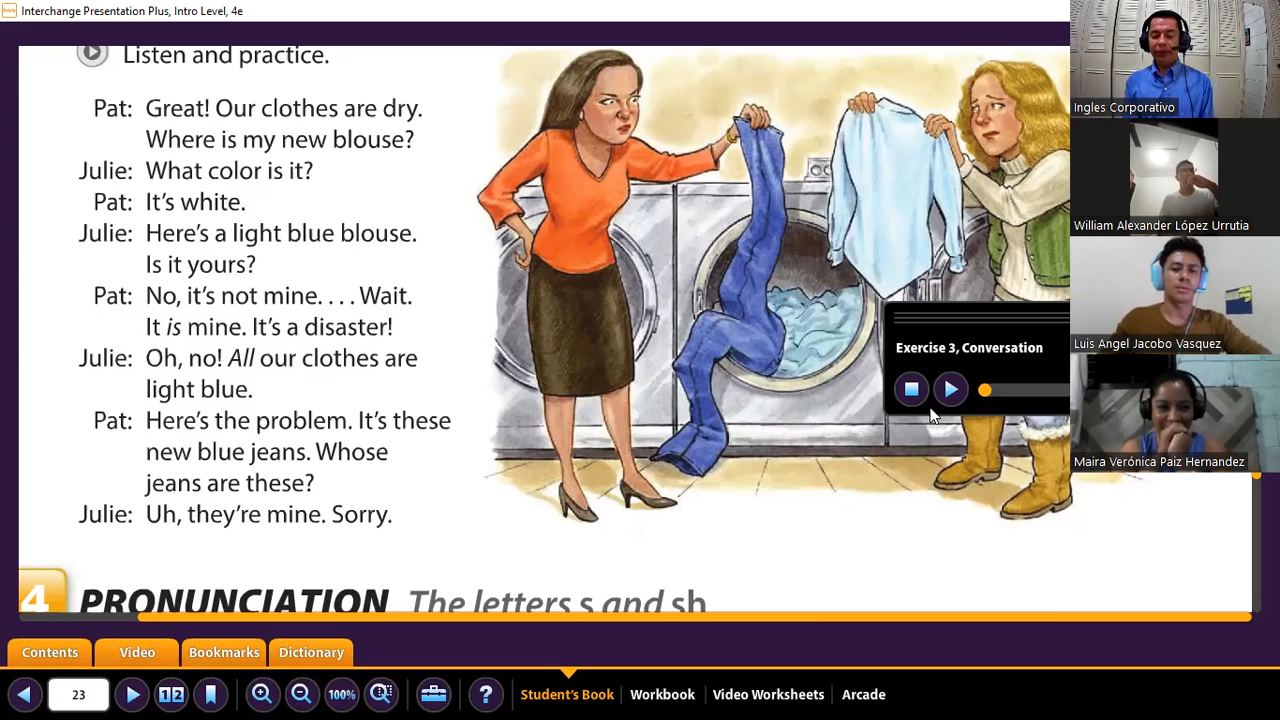 Interchange Presentation Plus, Intro Level, 4e
Listen and practice.
Pat: Great! Our clothes are dry.
Where is my new blouse?
Julie: What color is it?
Pat: It's white.
Julie: Here's a light blue blouse.
Is it yours?
Pat: No, it's not mine. . . . Wait.
It is mine. It's a disaster!
Julie: Oh, no! All our clothes are
light blue.
Pat: Here's the problem. It's these
new blue jeans. Whose
jeans are these?
Julie: Uh, they're mine. Sorry.
Exercise 3, Conversation
4 PRONUNCIATION The letters s and sh
Ingles Corporativo
William Alexander López Urrutia
Luis Angel Jacobo Vasquez
Maira Verónica Paiz Hernandez
Contents Video Bookmarks Dictionary
23 1 2 100% ? Student's Book Workbook Video Worksheets Arcade